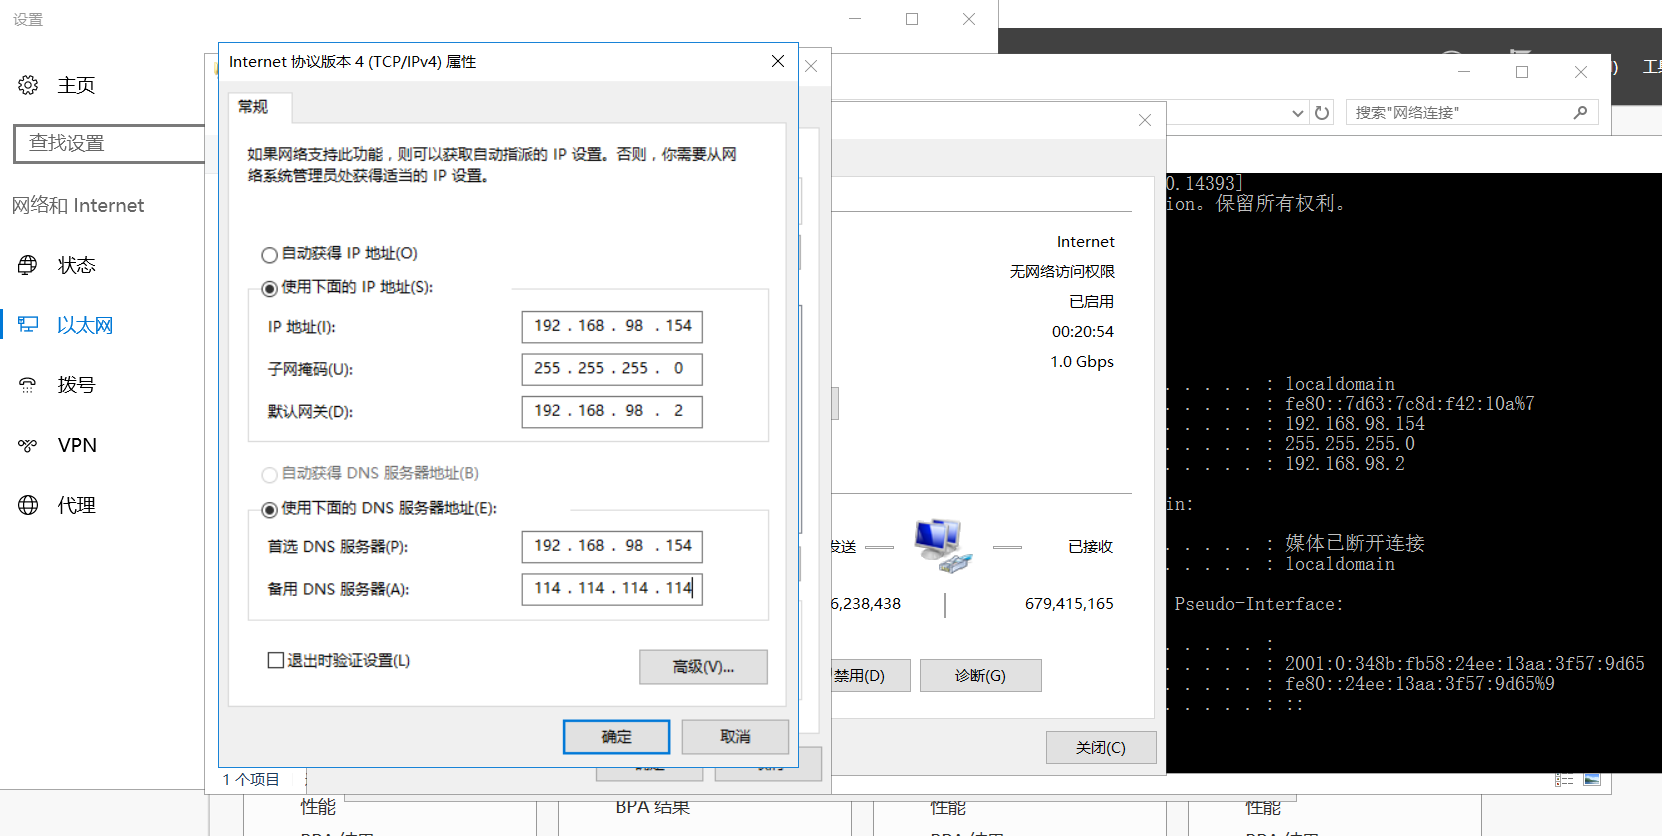 设置
主页
查找设置
网络和 Internet
状态
以太网
拨号
VPN
代理
Internet 协议版本 4 (TCP/IPv4) 属性
常规
如果网络支持此功能，则可以获取自动指派的 IP 设置。否则，你需要从网
络系统管理员处获得适当的 IP 设置。
自动获得 IP 地址(O)
使用下面的 IP 地址(S):
IP 地址(I): 192 . 168 . 98 . 154
子网掩码(U): 255 . 255 . 255 . 0
默认网关(D): 192 . 168 . 98 . 2
自动获得 DNS 服务器地址(B)
使用下面的 DNS 服务器地址(E):
首选 DNS 服务器(P): 192 . 168 . 98 . 154
备用 DNS 服务器(A): 114 . 114 . 114 . 114
退出时验证设置(L)
高级(V)...
确定 取消
1 个项目
Internet
无网络访问权限
已启用
00:20:54
1.0 Gbps
发送 已接收
6,238,438 679,415,165
禁用(D) 诊断(G)
关闭(C)
搜索"网络连接"
0.14393]
ion。保留所有权利。
. . . . . : localdomain
. . . . . : fe80::7d63:7c8d:f42:10a%7
. . . . . : 192.168.98.154
. . . . . : 255.255.255.0
. . . . . : 192.168.98.2
in:
. . . . . : 媒体已断开连接
. . . . . : localdomain
Pseudo-Interface:
. . . . . :
. . . . . : 2001:0:348b:fb58:24ee:13aa:3f57:9d65
. . . . . : fe80::24ee:13aa:3f57:9d65%9
. . . . . : ::
性能 BPA 结果 性能 性能